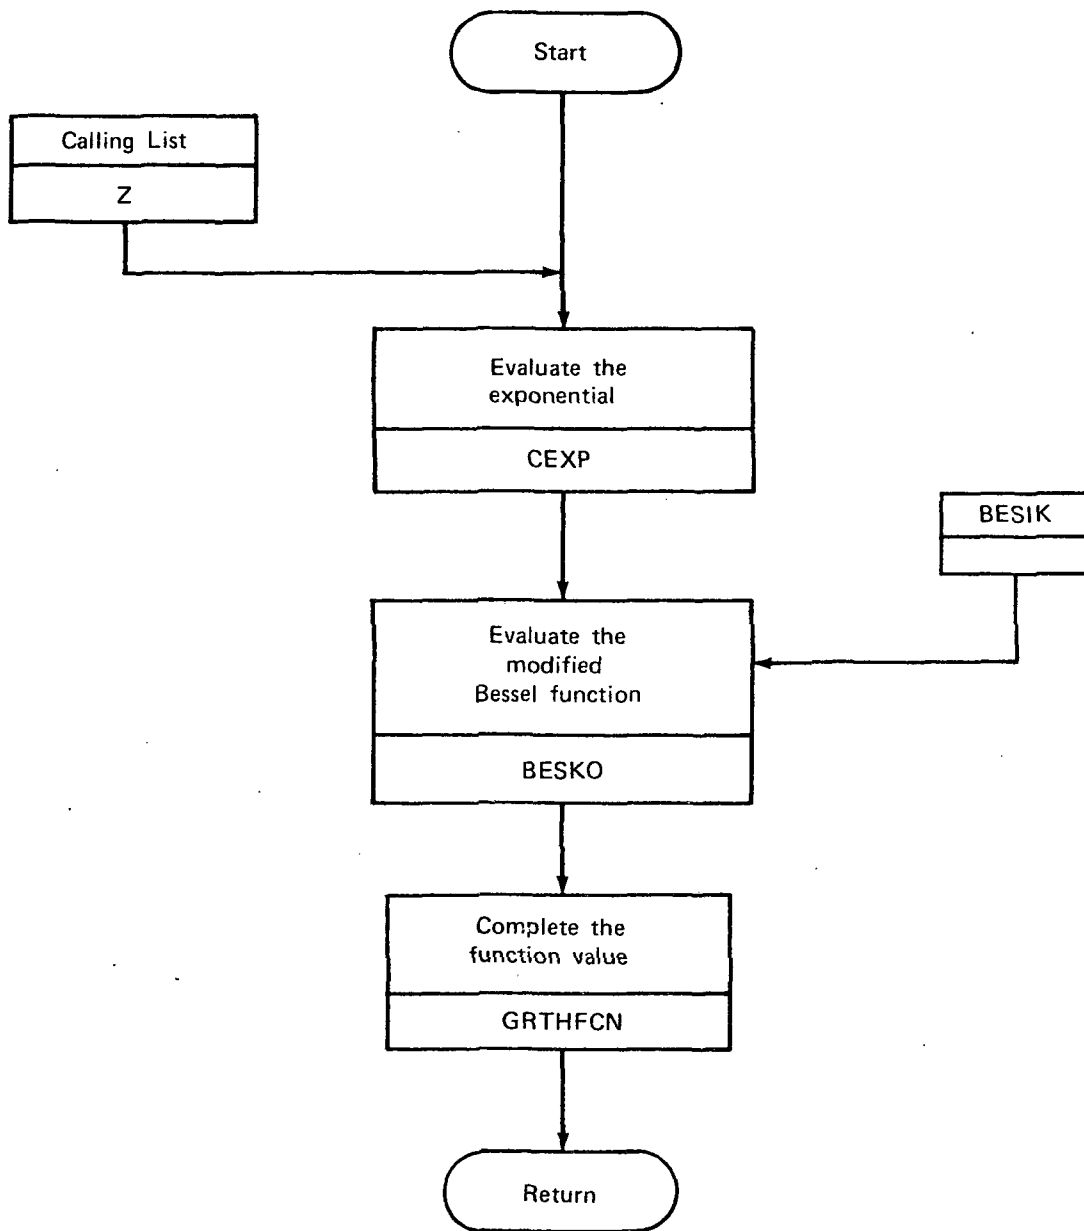 Start
Calling List
Z
Evaluate the
exponential
CEXP
BESIK
Evaluate the
modified
Bessel function
BESKO
Complete the
function value
GRTHFCN
Return